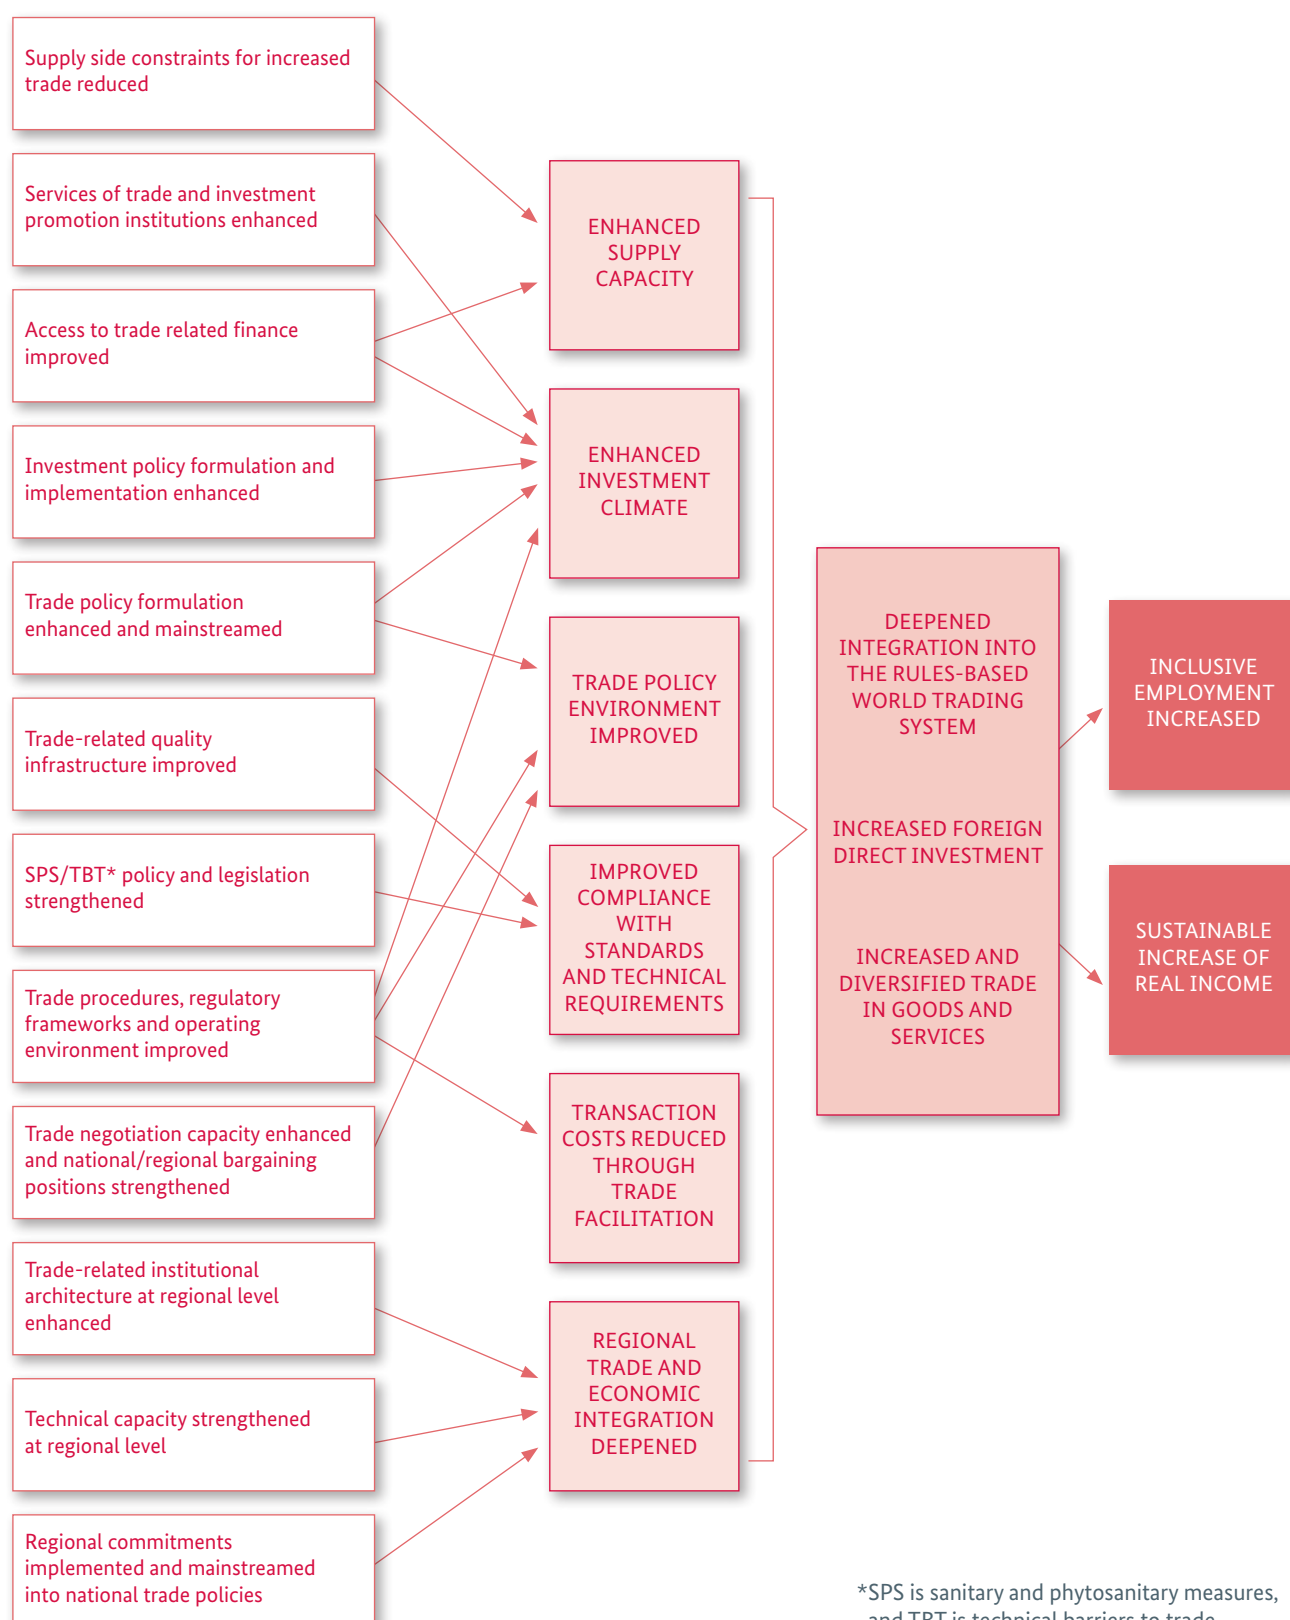 Supply side constraints for increased
trade reduced
Services of trade and investment
promotion institutions enhanced
Access to trade related finance
improved
Investment policy formulation and
implementation enhanced
Trade policy formulation
enhanced and mainstreamed
Trade-related quality
infrastructure improved
SPS/TBT* policy and legislation
strengthened
Trade procedures, regulatory
frameworks and operating
environment improved
Trade negotiation capacity enhanced
and national/regional bargaining
positions strengthened
Trade-related institutional
architecture at regional level
enhanced
Technical capacity strengthened
at regional level
Regional commitments
implemented and mainstreamed
into national trade policies
ENHANCED
SUPPLY
CAPACITY
ENHANCED
INVESTMENT
CLIMATE
TRADE POLICY
ENVIRONMENT
IMPROVED
IMPROVED
COMPLIANCE
WITH
STANDARDS
AND TECHNICAL
REQUIREMENTS
TRANSACTION
COSTS REDUCED
THROUGH
TRADE
FACILITATION
REGIONAL
TRADE AND
ECONOMIC
INTEGRATION
DEEPENED
DEEPENED
INTEGRATION INTO
THE RULES-BASED
WORLD TRADING
SYSTEM
INCREASED FOREIGN
DIRECT INVESTMENT
INCREASED AND
DIVERSIFIED TRADE
IN GOODS AND
SERVICES
INCLUSIVE
EMPLOYMENT
INCREASED
SUSTAINABLE
INCREASE OF
REAL INCOME
*SPS is sanitary and phytosanitary measures,
and TBT is technical barriers to trade